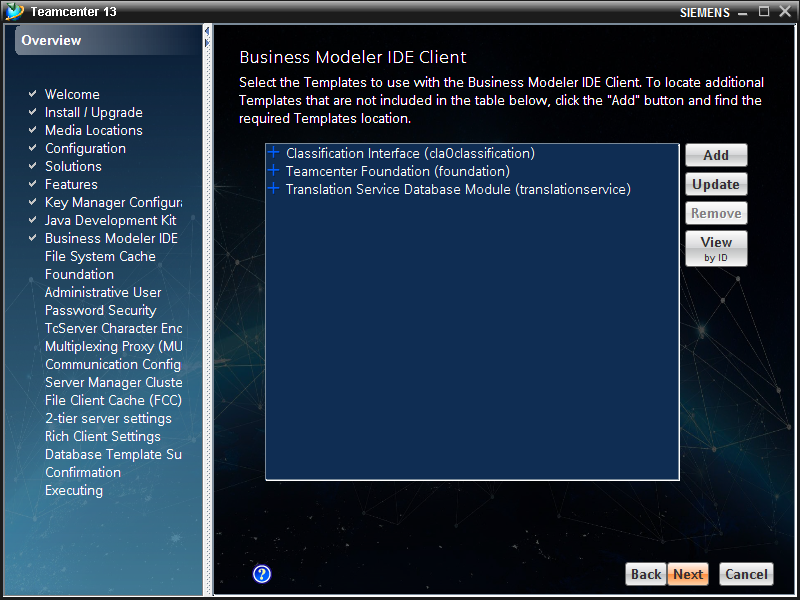 Teamcenter 13
SIEMENS
Overview
Welcome
Install / Upgrade
Media Locations
Configuration
Solutions
Features
Key Manager Configura
Java Development Kit
Business Modeler IDE
File System Cache
Foundation
Administrative User
Password Security
TcServer Character Enc
Multiplexing Proxy (MU
Communication Config
Server Manager Cluste
File Client Cache (FCC)
2-tier server settings
Rich Client Settings
Database Template Su
Confirmation
Executing
Business Modeler IDE Client
Select the Templates to use with the Business Modeler IDE Client. To locate additional
Templates that are not included in the table below, click the "Add" button and find the
required Templates location.
Classification Interface (cla0classification)
Teamcenter Foundation (foundation)
Translation Service Database Module (translationservice)
Add
Update
Remove
View
by ID
?
Back
Next
Cancel